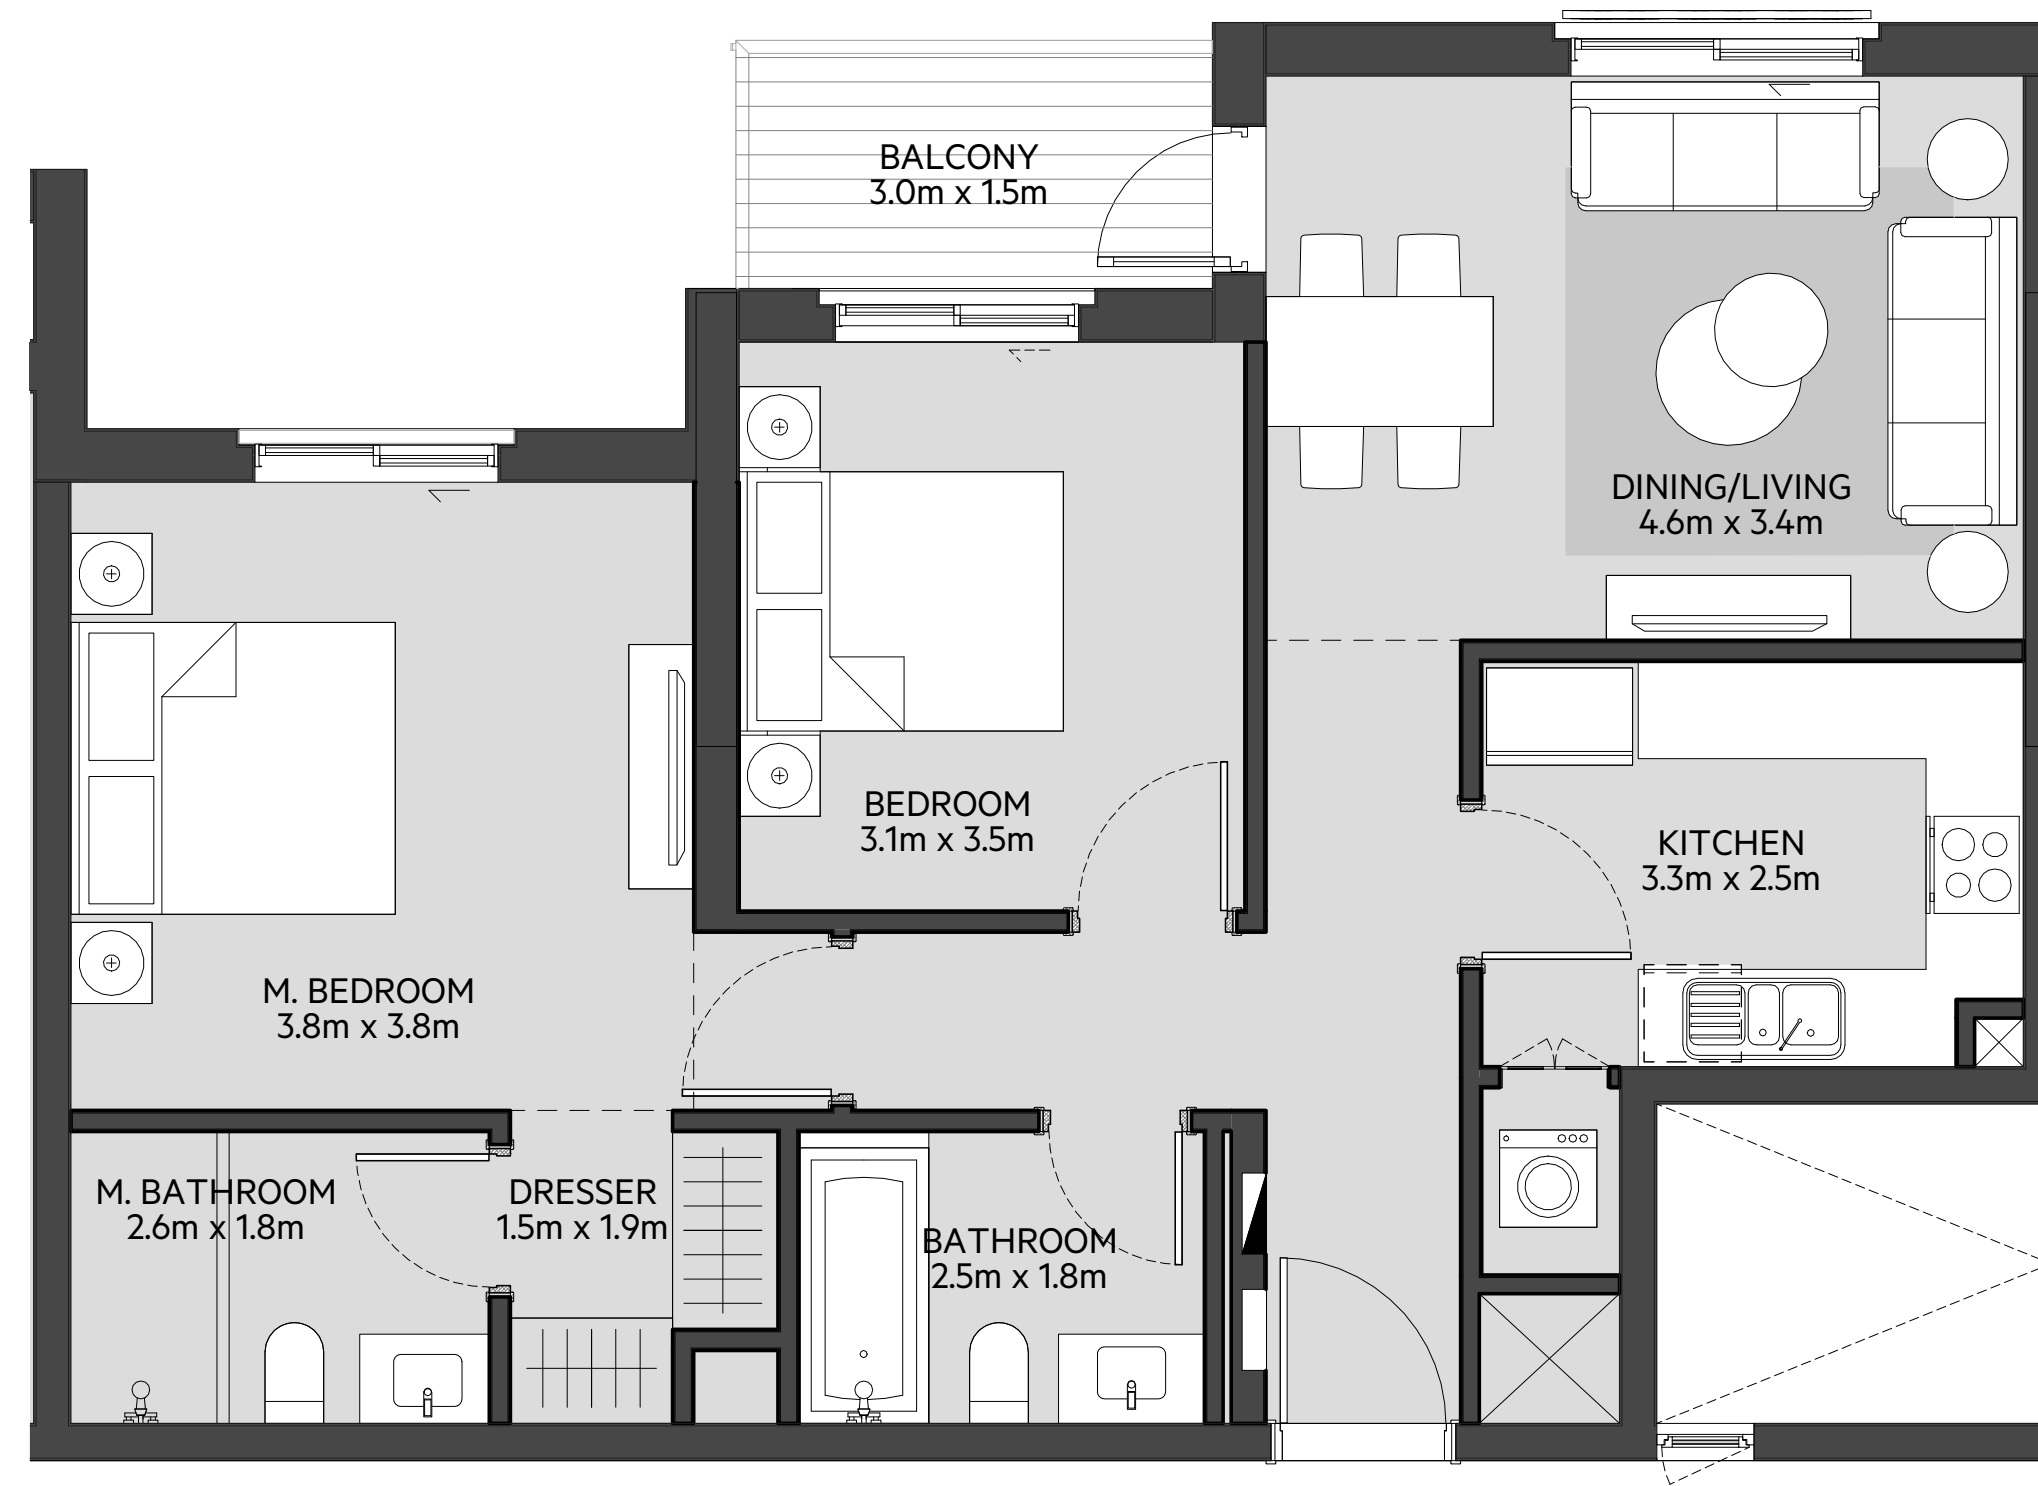 BALCONY
3.0m x 1.5m
DINING/LIVING
4.6m x 3.4m
BEDROOM
3.1m x 3.5m
KITCHEN
3.3m x 2.5m
M. BEDROOM
3.8m x 3.8m
M. BATHROOM
2.6m x 1.8m
DRESSER
1.5m x 1.9m
BATHROOM
2.5m x 1.8m